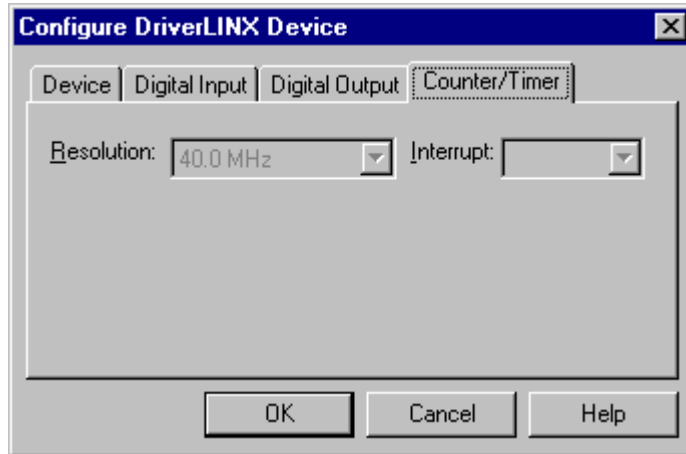 Configure DriverLINX Device
Device Digital Input Digital Output Counter/Timer
Resolution: 40.0 MHz Interrupt:
OK Cancel Help